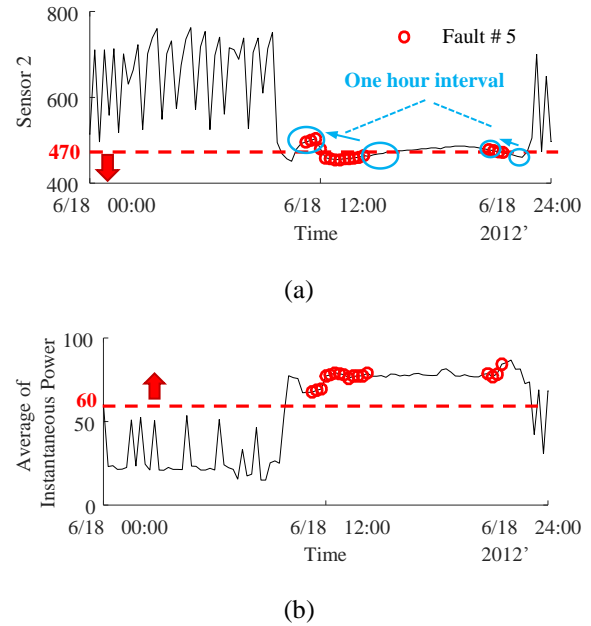 800
600
470
400
Sensor 2
Fault # 5
One hour interval
6/18 00:00
6/18 12:00
6/18 24:00
Time
2012'
(a)
100
60
50
0
Average of
Instantaneous Power
6/18 00:00
6/18 12:00
6/18 24:00
Time
2012'
(b)